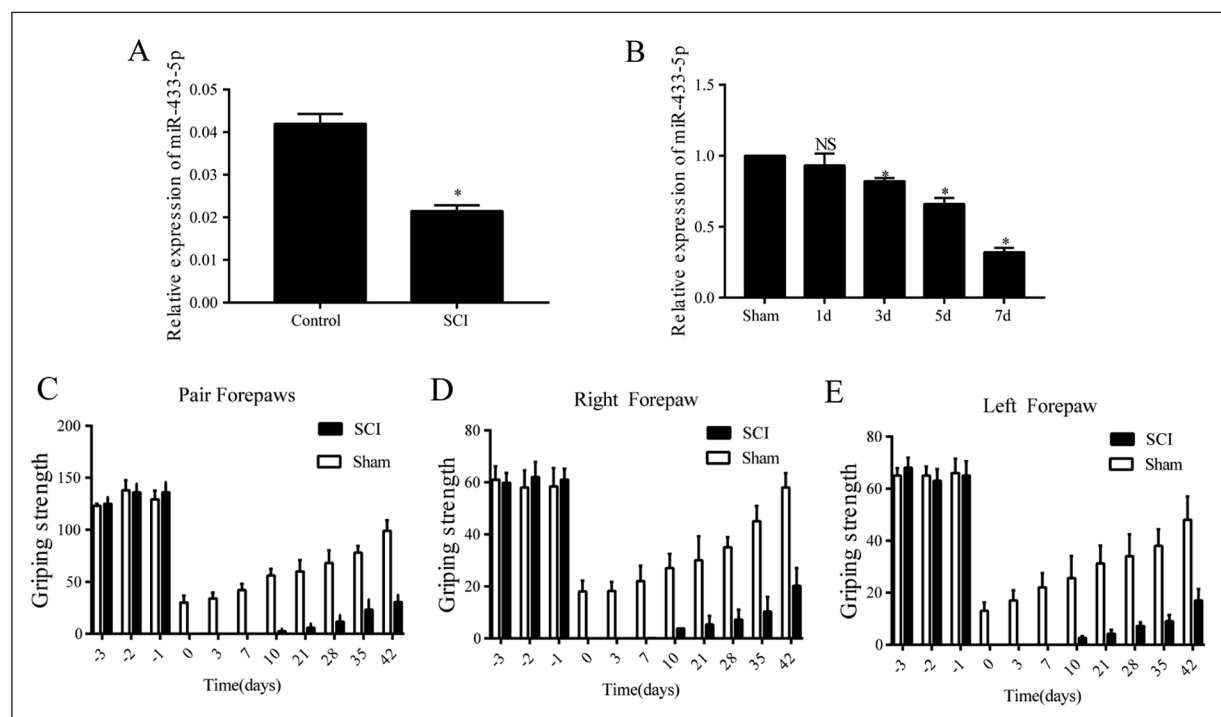 A
Relative expression of miR-433-5p
0.05
0.04
0.03
0.02
0.01
0.00
*
Control
SCI
B
Relative expression of miR-433-5p
1.5
1.0
0.5
0.0
NS
*
*
*
Sham
1d
3d
5d
7d
C
Pair Forepaws
SCI
Sham
Griping strength
200
150
100
50
0
-3
-2
-1
0
3
7
10
21
28
35
42
Time(days)
D
Right Forepaw
SCI
Sham
Griping strength
80
60
40
20
0
-3
-2
-1
0
3
7
10
21
28
35
42
Time(days)
E
Left Forepaw
SCI
Sham
Griping strength
80
60
40
20
0
-3
-2
-1
0
3
7
10
21
28
35
42
Time(days)